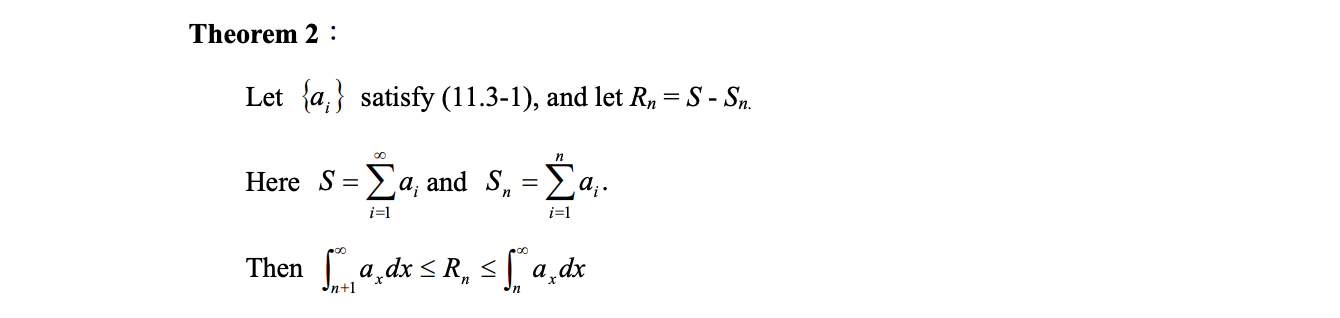 Theorem 2：
Let {a_i} satisfy (11.3-1), and let R_n = S - S_n.
Here S = ∑_{i=1}^{∞} a_i and S_n = ∑_{i=1}^{n} a_i.
Then ∫_{n+1}^{∞} a_x dx ≤ R_n ≤ ∫_{n}^{∞} a_x dx